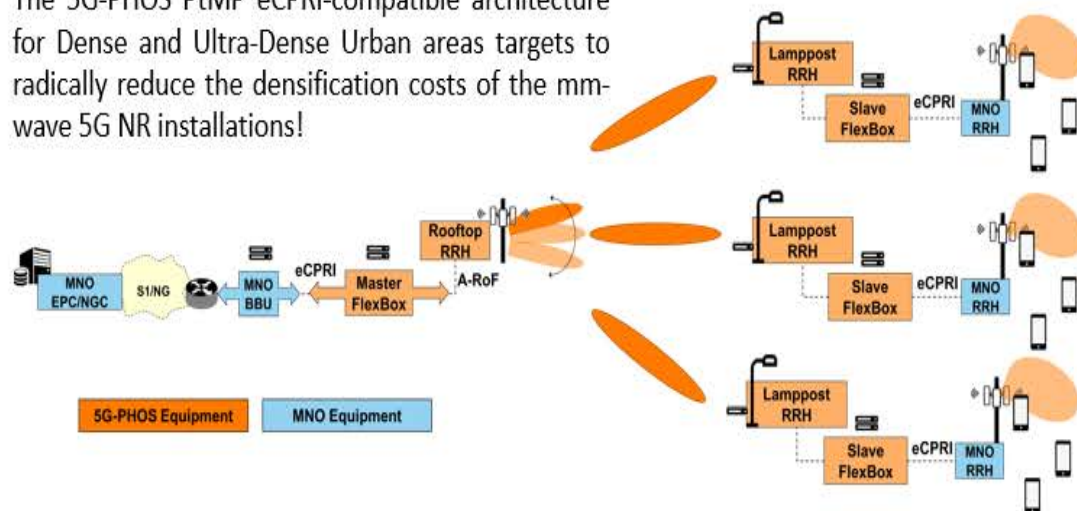 The 5G-PHOS PtMP eCPRI-compatible architecture
for Dense and Ultra-Dense Urban areas targets to
radically reduce the densification costs of the mm-
wave 5G NR installations!
Lamppost
RRH
Slave
FlexBox
eCPRI
MNO
RRH
Rooftop
RRH
A-RoF
MNO
EPC/NGC
S1/NG
MNO
BBU
eCPRI
Master
FlexBox
Lamppost
RRH
Slave
FlexBox
eCPRI
MNO
RRH
Lamppost
RRH
Slave
FlexBox
eCPRI
MNO
RRH
5G-PHOS Equipment
MNO Equipment